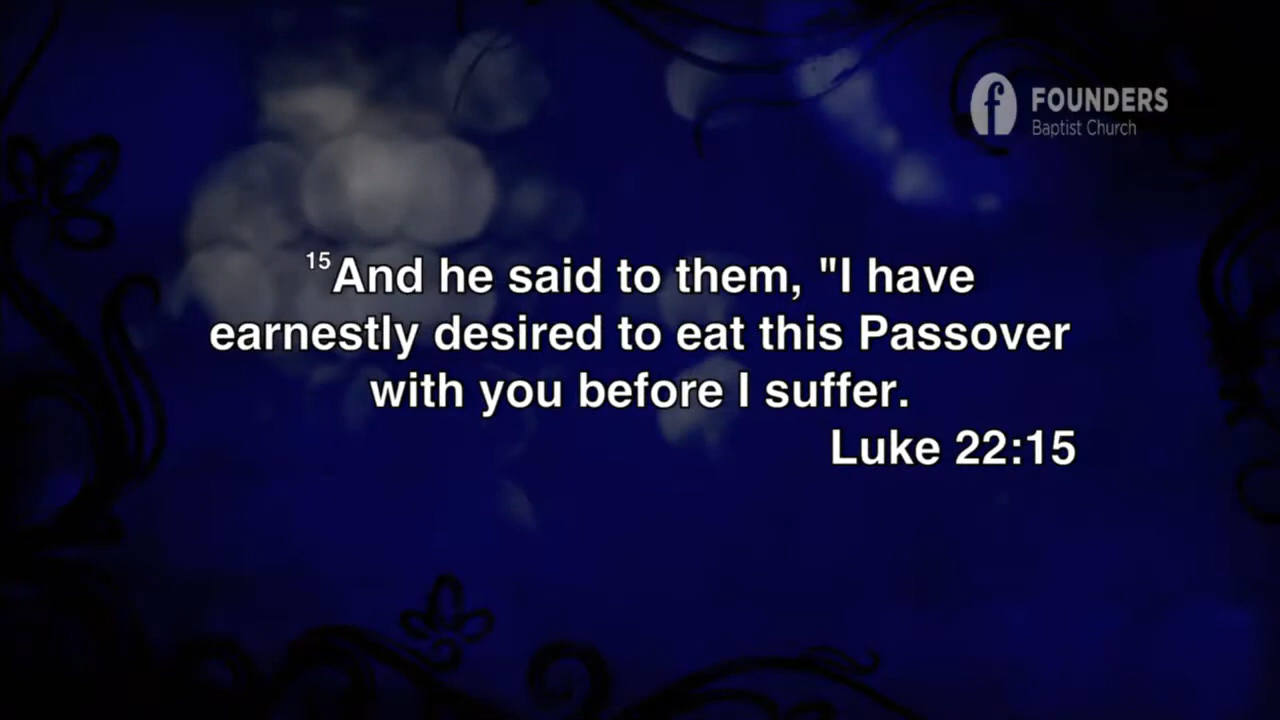 FOUNDERS
Baptist Church
15And he said to them, "I have
earnestly desired to eat this Passover
with you before I suffer.
Luke 22:15